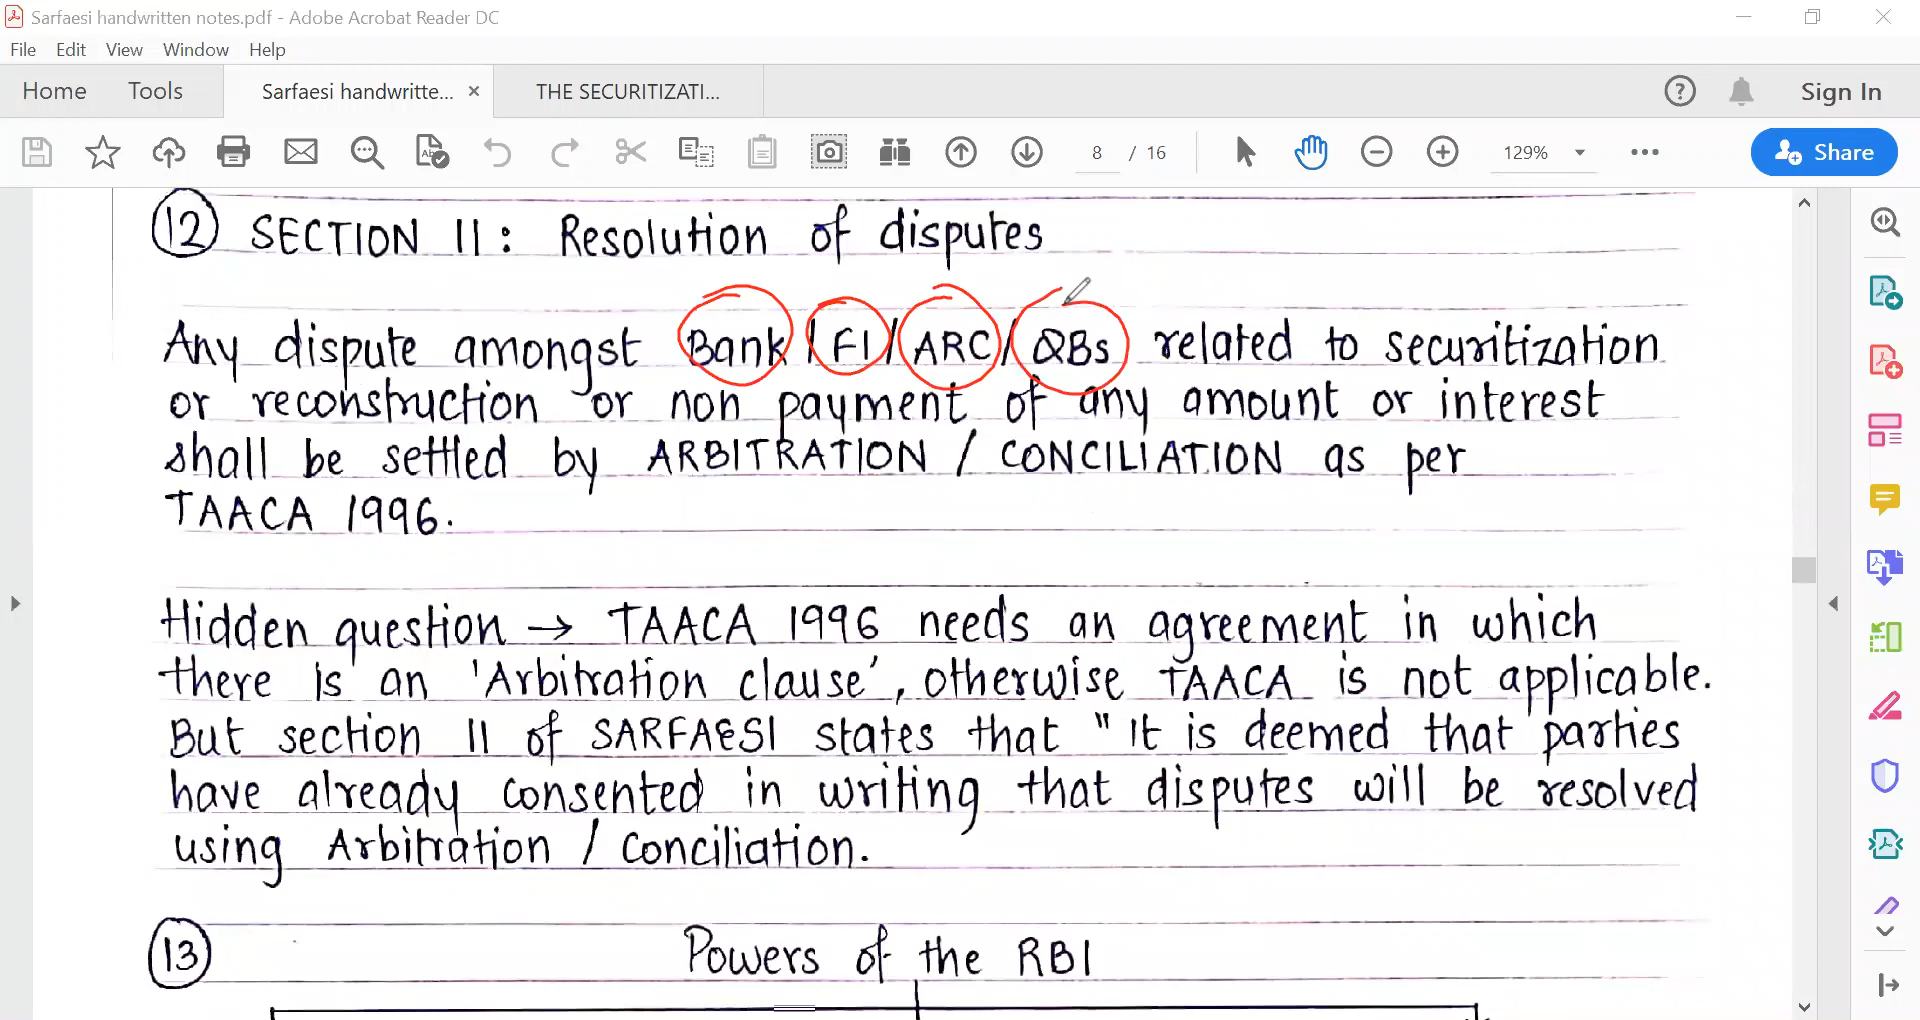 Sarfaesi handwritten notes.pdf - Adobe Acrobat Reader DC
File Edit View Window Help
Home Tools Sarfaesi handwritte... × THE SECURITIZATI... Sign In
8 / 16 129% Share
12 SECTION 11: Resolution of disputes
Any dispute amongst Bank / FI / ARC / QBs related to securitization
or reconstruction or non payment of any amount or interest
shall be settled by ARBITRATION / CONCILIATION as per
TAACA 1996.
Hidden question → TAACA 1996 needs an agreement in which
there is an 'Arbitration clause', otherwise TAACA is not applicable.
But section 11 of SARFAESI states that "It is deemed that parties
have already consented in writing that disputes will be resolved
using Arbitration / Conciliation.
13 Powers of the RBI